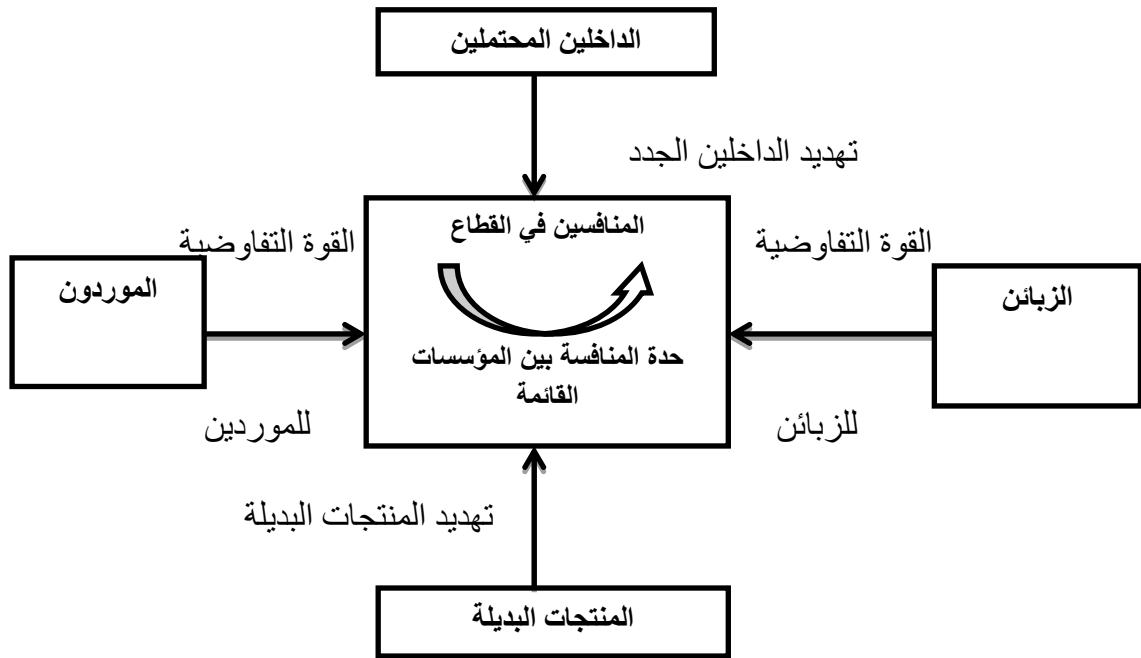 الداخلين المحتملين
تهديد الداخلين الجدد
المنافسين في القطاع
القوة التفاوضية
القوة التفاوضية
الزبائن
الموردون
حدة المنافسة بين المؤسسات
القائمة
للزبائن
للموردين
تهديد المنتجات البديلة
المنتجات البديلة